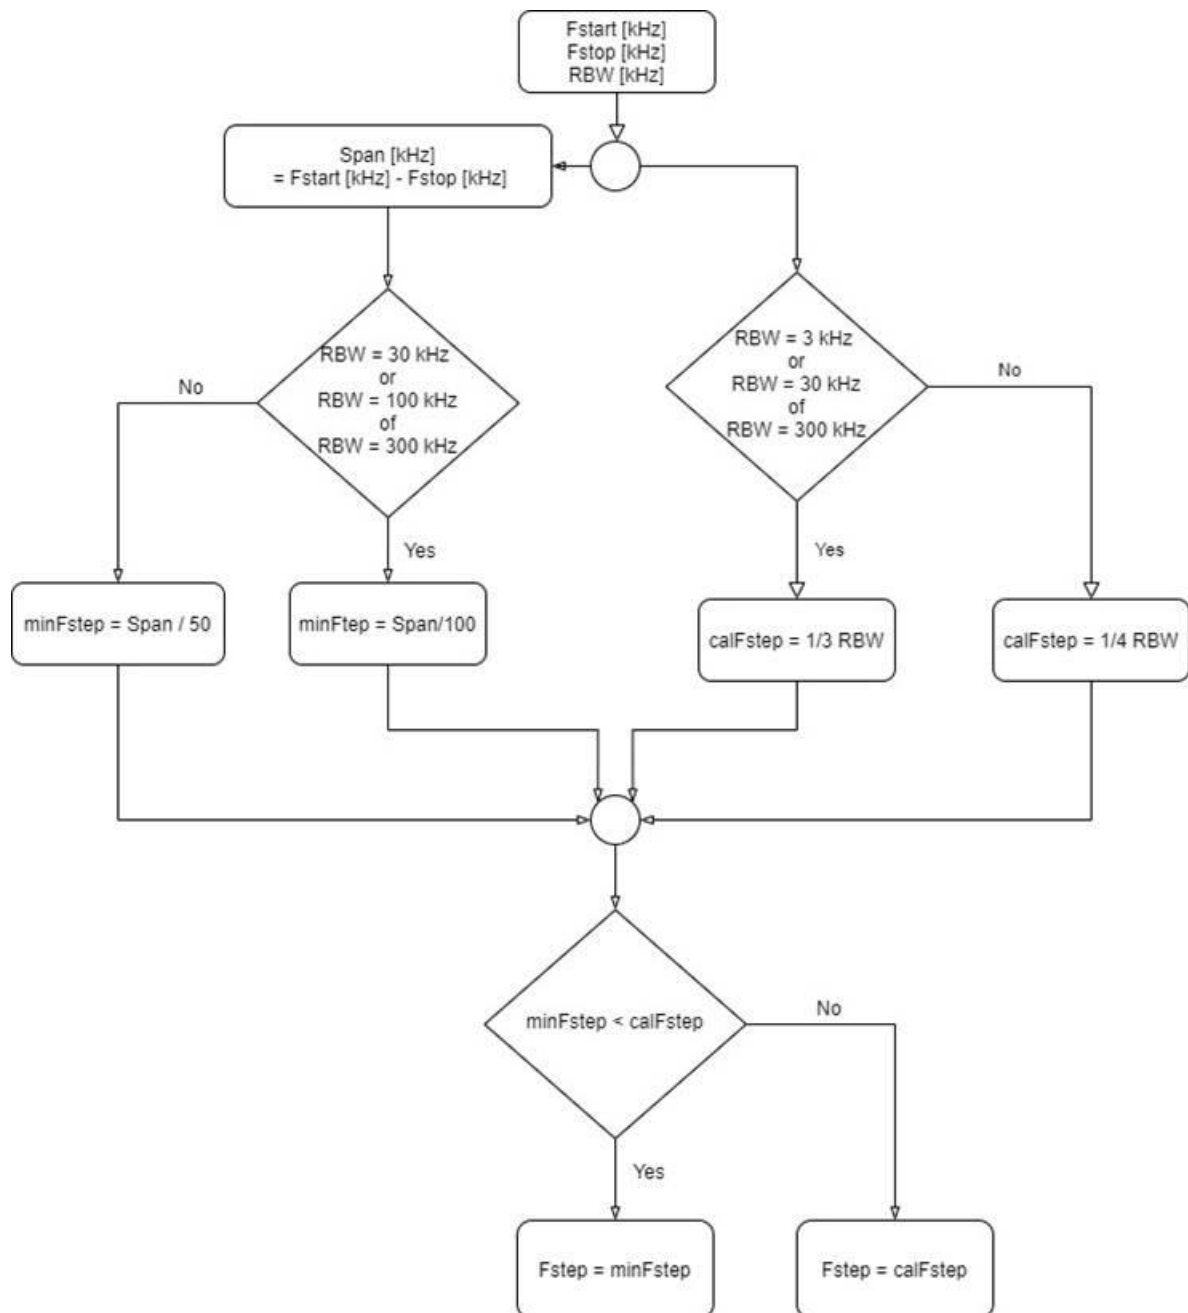 Fstart [kHz]
Fstop [kHz]
RBW [kHz]
Span [kHz]
= Fstart [kHz] - Fstop [kHz]
RBW = 30 kHz
or
RBW = 100 kHz
of
RBW = 300 kHz
No
Yes
RBW = 3 kHz
or
RBW = 30 kHz
of
RBW = 300 kHz
No
Yes
minFstep = Span / 50
minFtep = Span/100
calFstep = 1/3 RBW
calFstep = 1/4 RBW
minFstep < calFstep
No
Yes
Fstep = minFstep
Fstep = calFstep